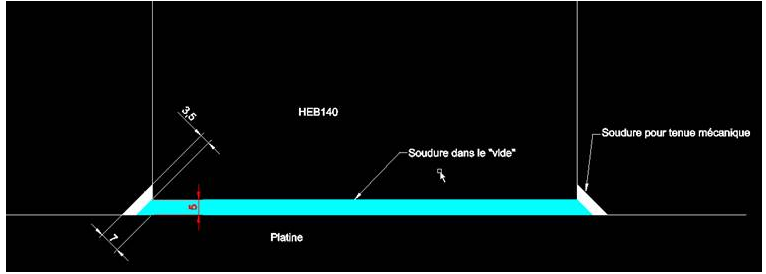 3,5
HEB140
Soudure pour tenue mécanique
Soudure dans le "vide"
5
7
Platine